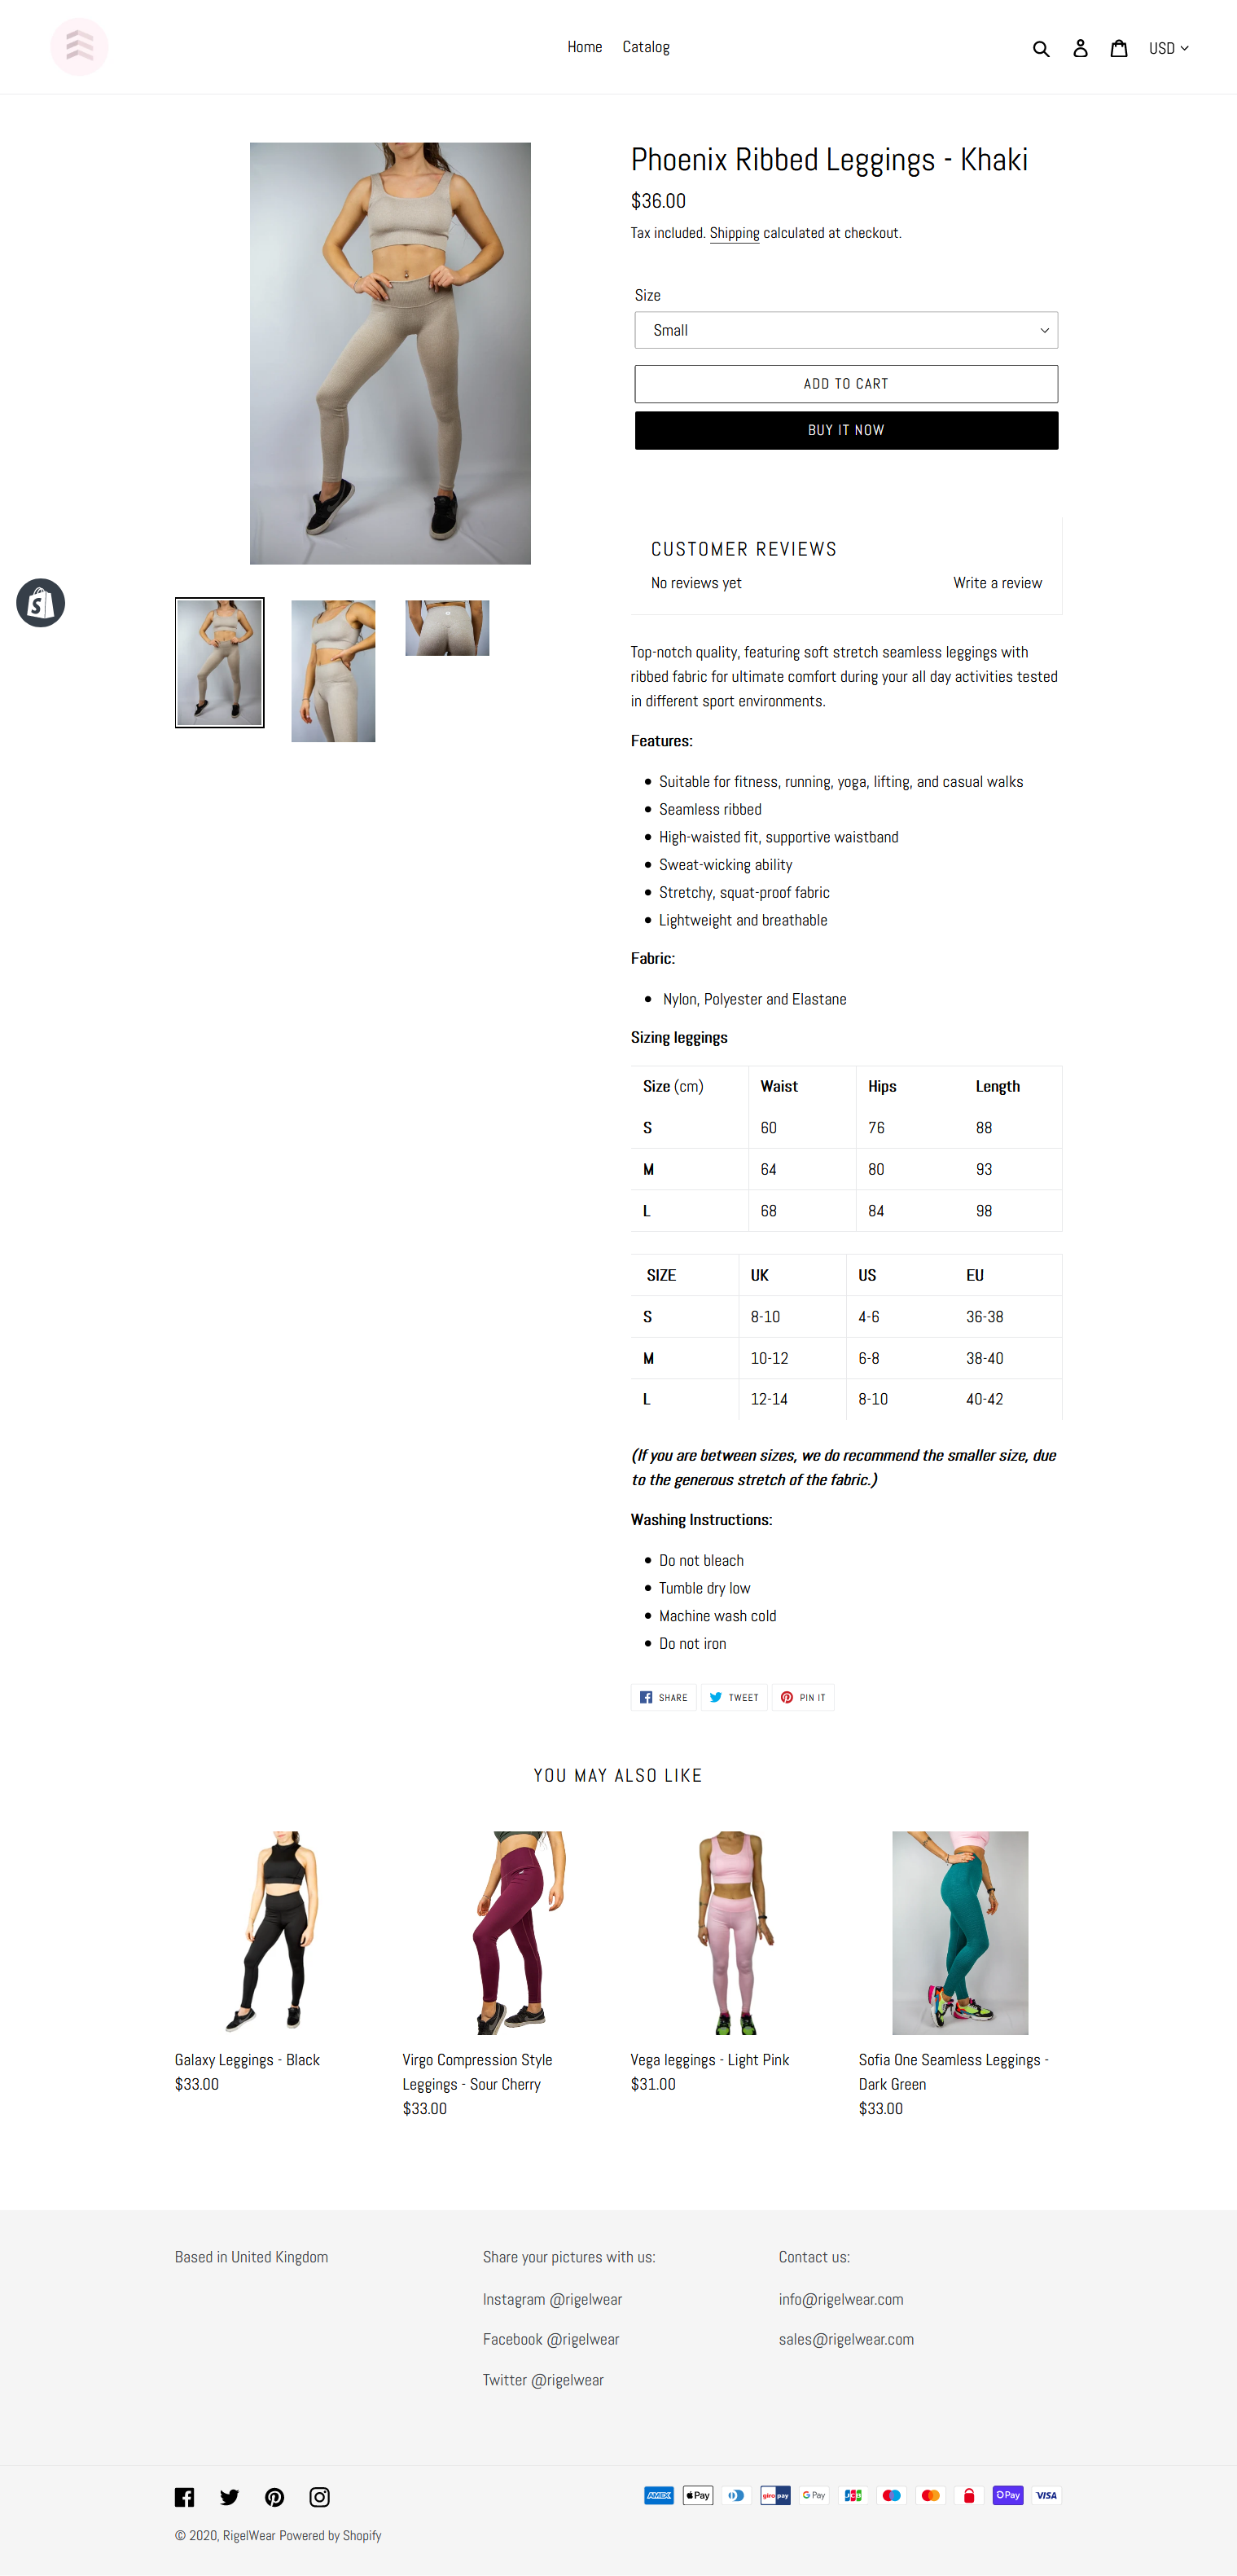 Home Catalog USD
Phoenix Ribbed Leggings - Khaki
$36.00
Tax included. Shipping calculated at checkout.
Size
Small
ADD TO CART
BUY IT NOW
CUSTOMER REVIEWS
No reviews yet Write a review
Top-notch quality, featuring soft stretch seamless leggings with
ribbed fabric for ultimate comfort during your all day activities tested
in different sport environments.
Features:
Suitable for fitness, running, yoga, lifting, and casual walks
Seamless ribbed
High-waisted fit, supportive waistband
Sweat-wicking ability
Stretchy, squat-proof fabric
Lightweight and breathable
Fabric:
Nylon, Polyester and Elastane
Sizing leggings
Size (cm) Waist Hips Length
S 60 76 88
M 64 80 93
L 68 84 98
SIZE UK US EU
S 8-10 4-6 36-38
M 10-12 6-8 38-40
L 12-14 8-10 40-42
(If you are between sizes, we do recommend the smaller size, due
to the generous stretch of the fabric.)
Washing Instructions:
Do not bleach
Tumble dry low
Machine wash cold
Do not iron
SHARE TWEET PIN IT
YOU MAY ALSO LIKE
Galaxy Leggings - Black
$33.00
Virgo Compression Style
Leggings - Sour Cherry
$33.00
Vega leggings - Light Pink
$31.00
Sofia One Seamless Leggings -
Dark Green
$33.00
Based in United Kingdom
Share your pictures with us:
Instagram @rigelwear
Facebook @rigelwear
Twitter @rigelwear
Contact us:
info@rigelwear.com
sales@rigelwear.com
AMEX Pay giro pay G Pay JCB Pay VISA
© 2020, RigelWear Powered by Shopify